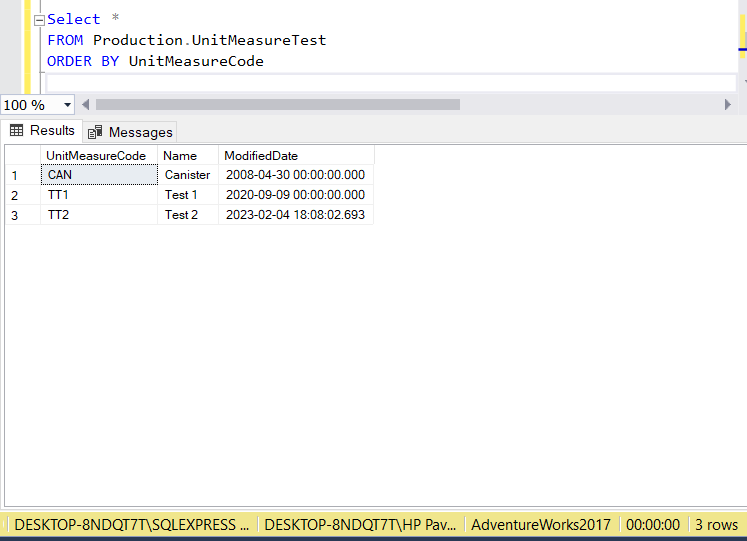 Select *
FROM Production.UnitMeasureTest
ORDER BY UnitMeasureCode
100 %
Results Messages
UnitMeasureCode Name ModifiedDate
1 CAN Canister 2008-04-30 00:00:00.000
2 TT1 Test 1 2020-09-09 00:00:00.000
3 TT2 Test 2 2023-02-04 18:08:02.693
DESKTOP-8NDQT7T\SQLEXPRESS ... DESKTOP-8NDQT7T\HP Pav... AdventureWorks2017 00:00:00 3 rows